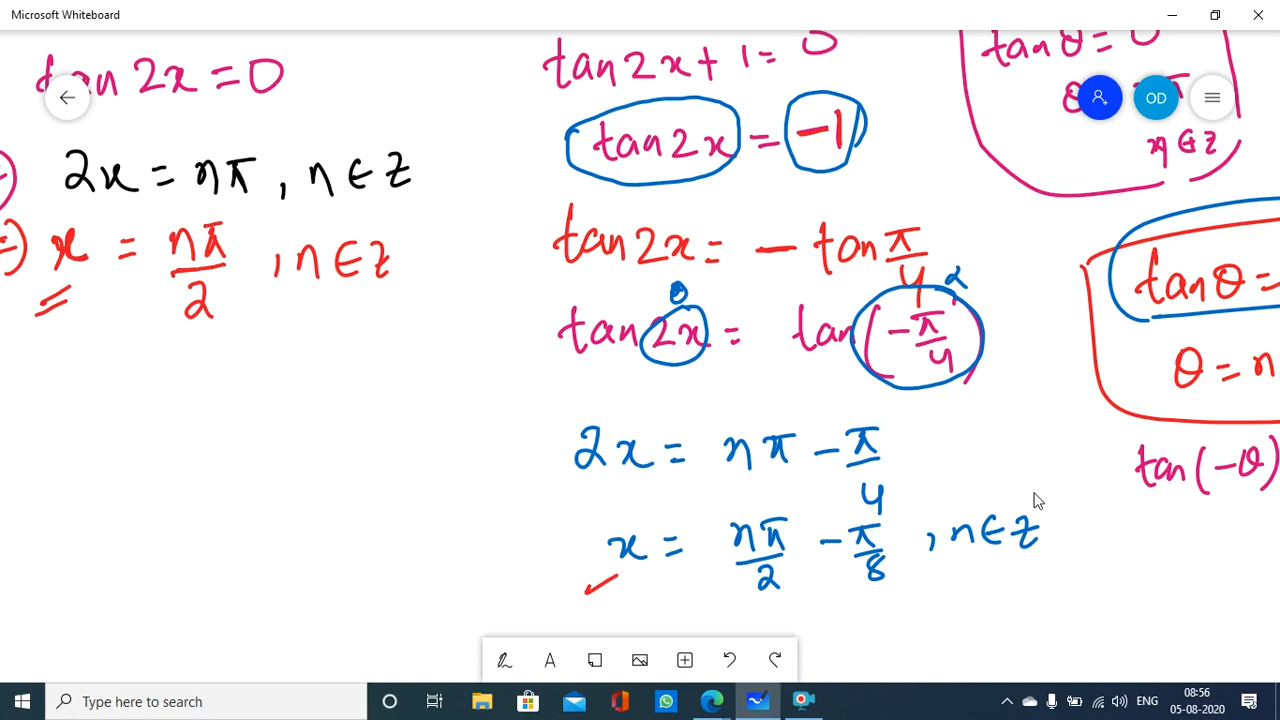 Microsoft Whiteboard
tan 2x = 0
2x = nπ , n ∈ z
x = nπ/2 , n ∈ z
tan 2x + 1 = 0
tan 2x = -1
tan 2x = - tan π/4
θ α
tan 2x = tan(-π/4)
2x = nπ - π/4
x = nπ/2 - π/8 , n ∈ z
tan θ = 0
OD
n ∈ z
tan θ =
θ = n
tan(-θ)
Type here to search
ENG
08:56
05-08-2020